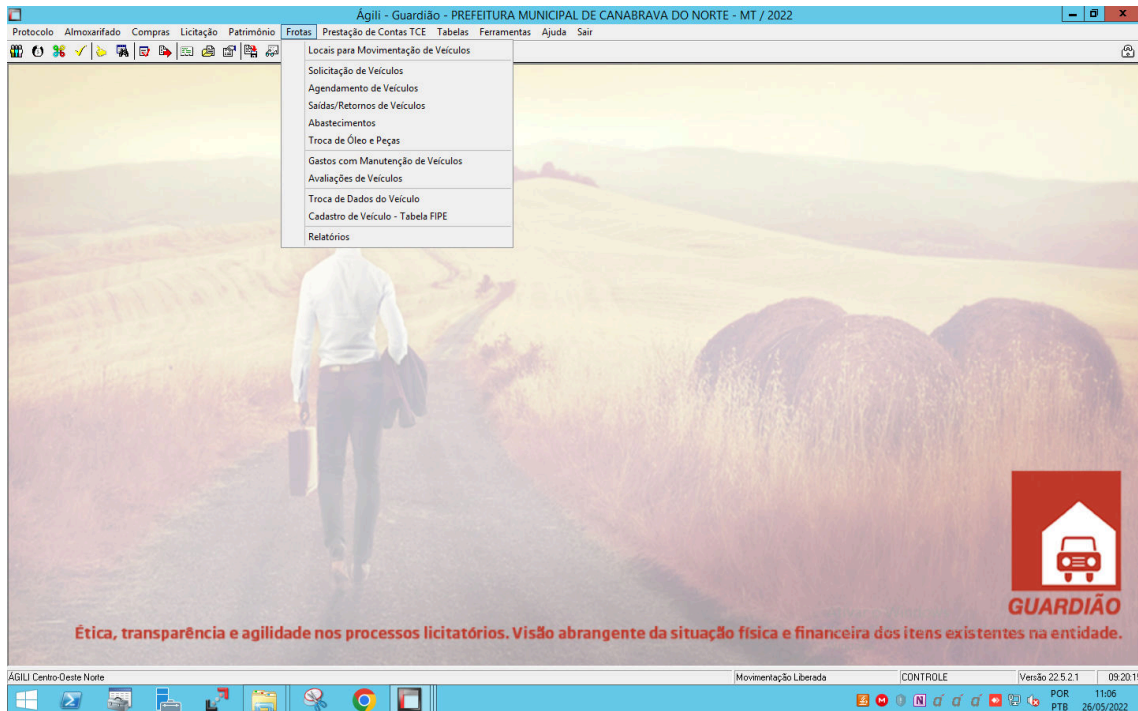 Ágili - Guardião - PREFEITURA MUNICIPAL DE CANABRAVA DO NORTE - MT / 2022
Protocolo Almoxarifado Compras Licitação Patrimônio Frotas Prestação de Contas TCE Tabelas Ferramentas Ajuda Sair
Locais para Movimentação de Veículos
Solicitação de Veículos
Agendamento de Veículos
Saídas/Retornos de Veículos
Abastecimentos
Troca de Óleo e Peças
Gastos com Manutenção de Veículos
Avaliações de Veículos
Troca de Dados do Veículo
Cadastro de Veículo - Tabela FIPE
Relatórios
GUARDIÃO
Ética, transparência e agilidade nos processos licitatórios. Visão abrangente da situação física e financeira dos itens existentes na entidade.
ÁGILI Centro-Oeste Norte Movimentação Liberada CONTROLE Versão 22.5.2.1 09:20:1
POR 11:06
PTB 26/05/2022